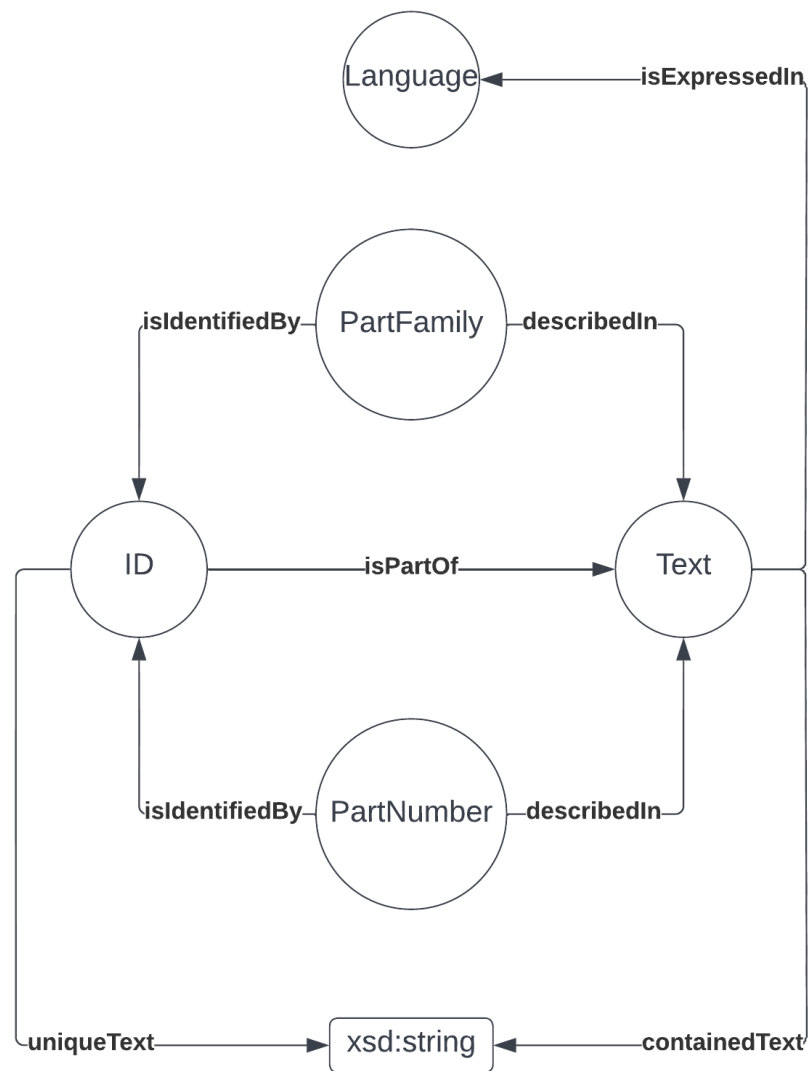 Language
isExpressedIn
isIdentifiedBy
PartFamily
describedIn
ID
isPartOf
Text
isIdentifiedBy
PartNumber
describedIn
uniqueText
xsd:string
containedText